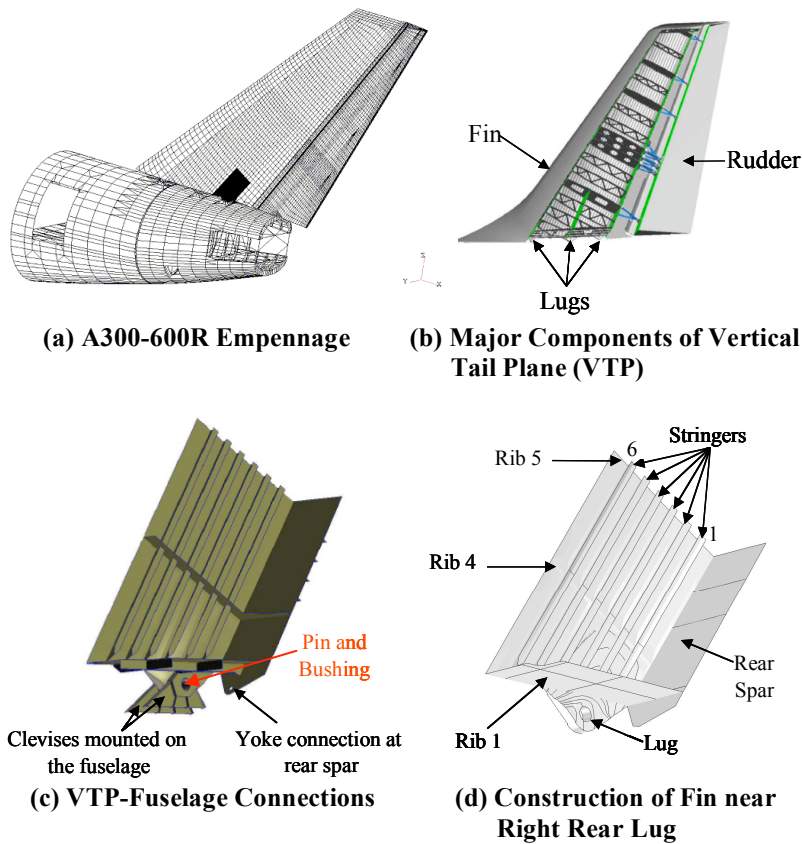 Fin
Rudder
Z
Y
X
Lugs
(a) A300-600R Empennage
(b) Major Components of Vertical
Tail Plane (VTP)
Pin and
Bushing
Clevises mounted on
the fuselage
Yoke connection at
rear spar
(c) VTP-Fuselage Connections
Stringers
6
Rib 5
1
Rib 4
Rear
Spar
Rib 1
Lug
(d) Construction of Fin near
Right Rear Lug